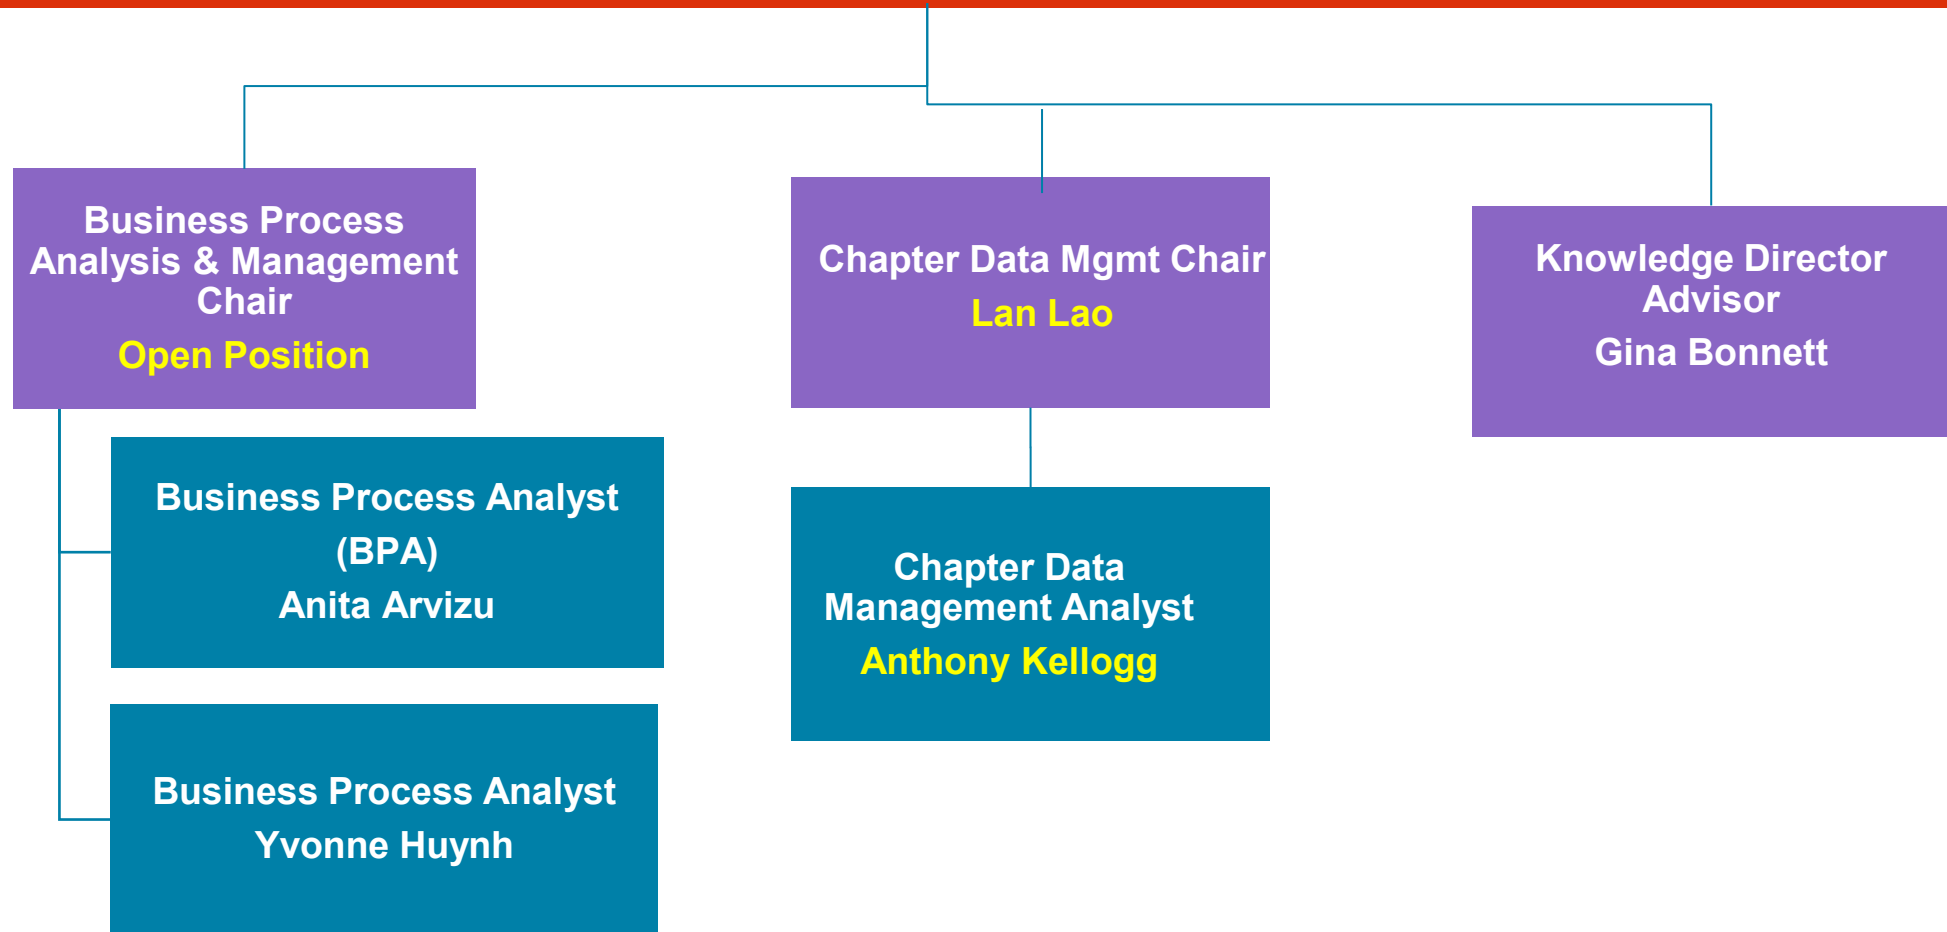 Business Process
Analysis & Management
Chair
Open Position
Chapter Data Mgmt Chair
Lan Lao
Knowledge Director
Advisor
Gina Bonnett
Business Process Analyst
(BPA)
Anita Arvizu
Chapter Data
Management Analyst
Anthony Kellogg
Business Process Analyst
Yvonne Huynh